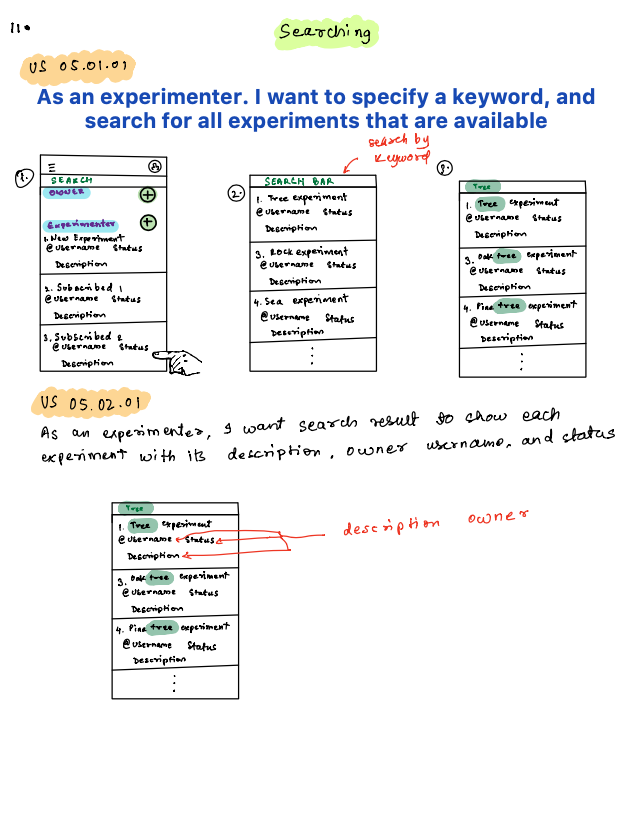 11.
Searching
US 05.01.01
As an experimenter. I want to specify a keyword, and
search for all experiments that are available
1.
SEARCH
OWNER
+
Experimenter
+
1. New Experiment
@ Username Status
Description
2. Subscribed 1
@ Username Status
Description
3. Subscribed 2
@ Username Status
Description
search by
keyword
2.
SEARCH BAR
1. Tree experiment
@ Username Status
Description
3. Rock experiment
@ Username Status
Description
4. Sea experiment
@ Username Status
Description
3.
Tree
1. Tree experiment
@ Username Status
Description
3. Oak tree experiment
@ Username Status
Description
4. Pine tree experiment
@ Username Status
Description
US 05.02.01
As an experimenter, I want search result to show each
experiment with its description, owner username, and status
Tree
1. Tree experiment
@ Username Status
Description
description owner
3. Oak tree experiment
@ Username Status
Description
4. Pine tree experiment
@ Username Status
Description